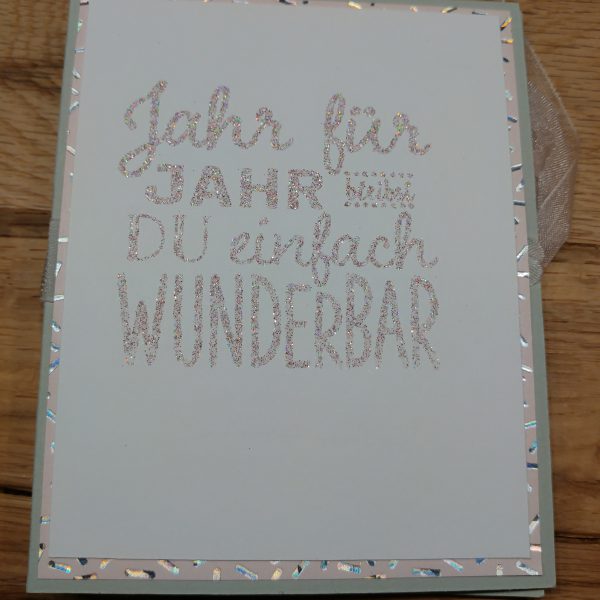 Jahr für
JAHR bleibst
DU einfach
WUNDERBAR